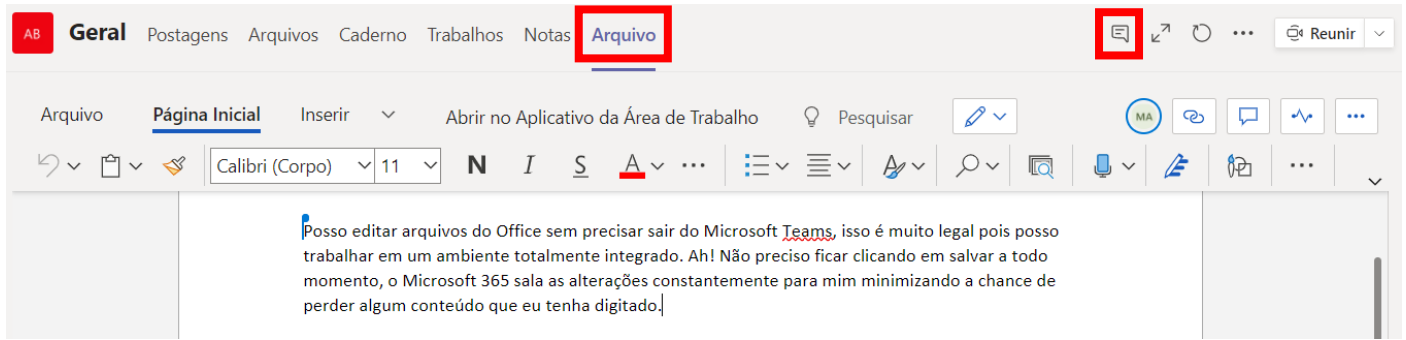 AB Geral Postagens Arquivos Caderno Trabalhos Notas Arquivo Reunir
Arquivo Página Inicial Inserir Abrir no Aplicativo da Área de Trabalho Pesquisar MA
Calibri (Corpo) 11 N I S A
Posso editar arquivos do Office sem precisar sair do Microsoft Teams, isso é muito legal pois posso
trabalhar em um ambiente totalmente integrado. Ah! Não preciso ficar clicando em salvar a todo
momento, o Microsoft 365 sala as alterações constantemente para mim minimizando a chance de
perder algum conteúdo que eu tenha digitado.